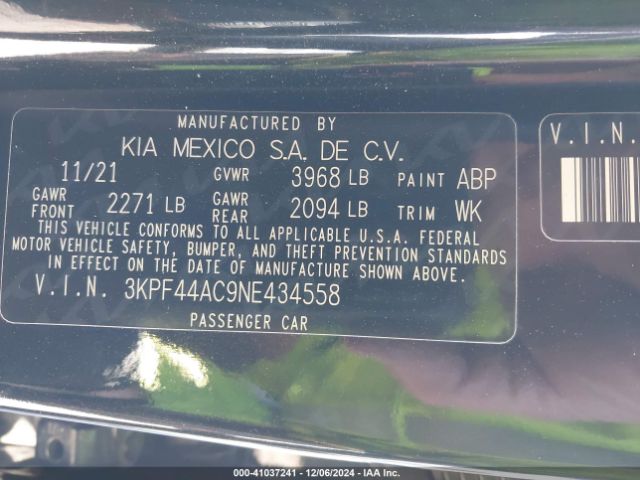 MANUFACTURED BY
KIA MEXICO S.A. DE C.V.
11/21 GVWR 3968 LB PAINT ABP
GAWR FRONT 2271 LB GAWR REAR 2094 LB TRIM WK
THIS VEHICLE CONFORMS TO ALL APPLICABLE U.S.A. FEDERAL
MOTOR VEHICLE SAFETY, BUMPER, AND THEFT PREVENTION STANDARDS
IN EFFECT ON THE DATE OF MANUFACTURE SHOWN ABOVE.
V.I.N. 3KPF44AC9NE434558
PASSENGER CAR
V.I.N.
000-41037241 - 12/06/2024 - IAA Inc.